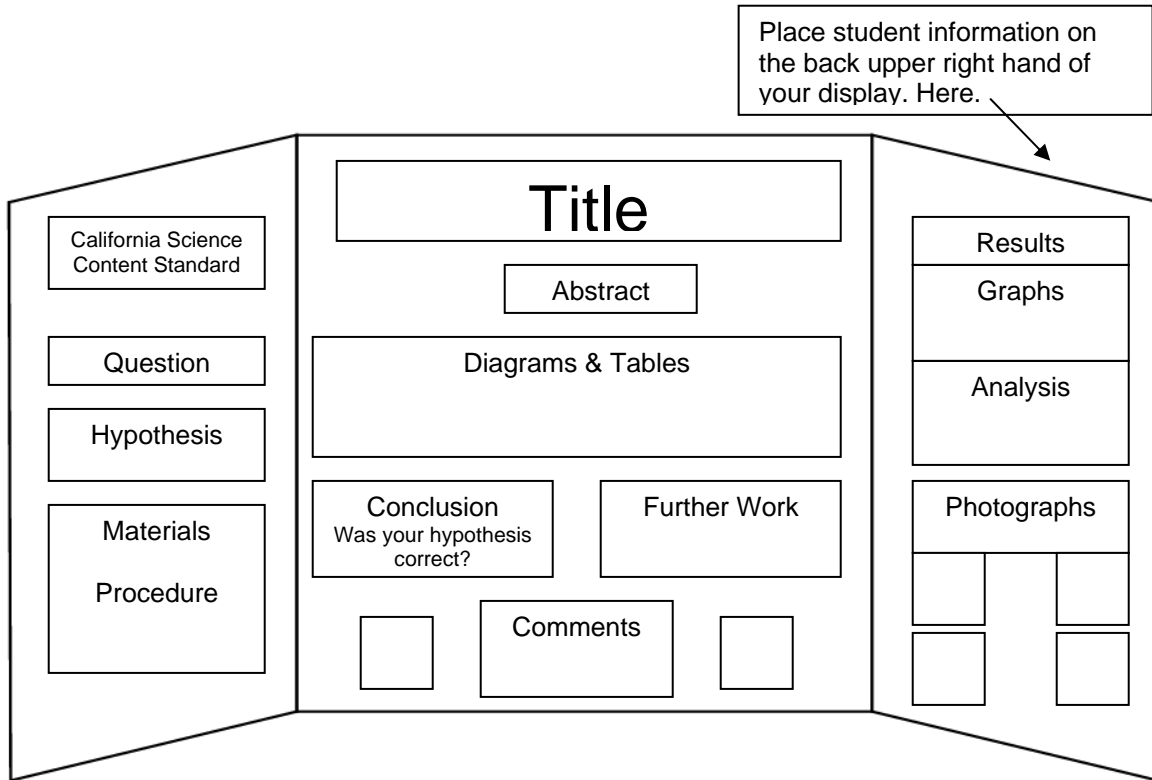 Place student information on
the back upper right hand of
your display. Here.
California Science
Content Standard
Question
Hypothesis
Materials
Procedure
Title
Abstract
Diagrams & Tables
Conclusion
Was your hypothesis
correct?
Further Work
Comments
Results
Graphs
Analysis
Photographs